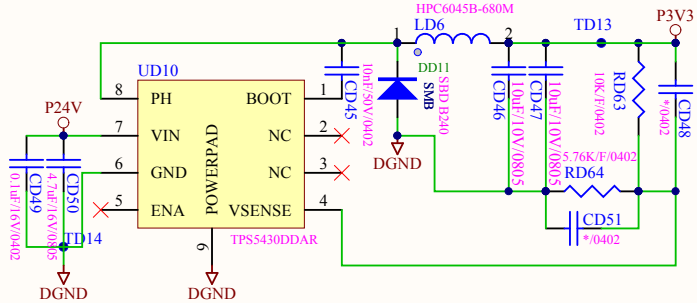 HPC6045B-680M
1
LD6
2
TD13
P3V3
UD10
8
PH
BOOT
1
10nF/50V/0402
CD45
DD11
SMB
SBD B240
CD46
10uF/10V/0805
CD47
10uF/10V/0805
10K/F/0402
RD63
*/0402
CD48
P24V
7
VIN
NC
2
DGND
6
GND
NC
3
5.76K/F/0402
RD64
0.1uF/16V/0402
CD49
4.7uF/16V/0805
CD50
5
ENA
POWERPAD
VSENSE
4
CD51
*/0402
TD14
9
TPS5430DDAR
DGND
DGND